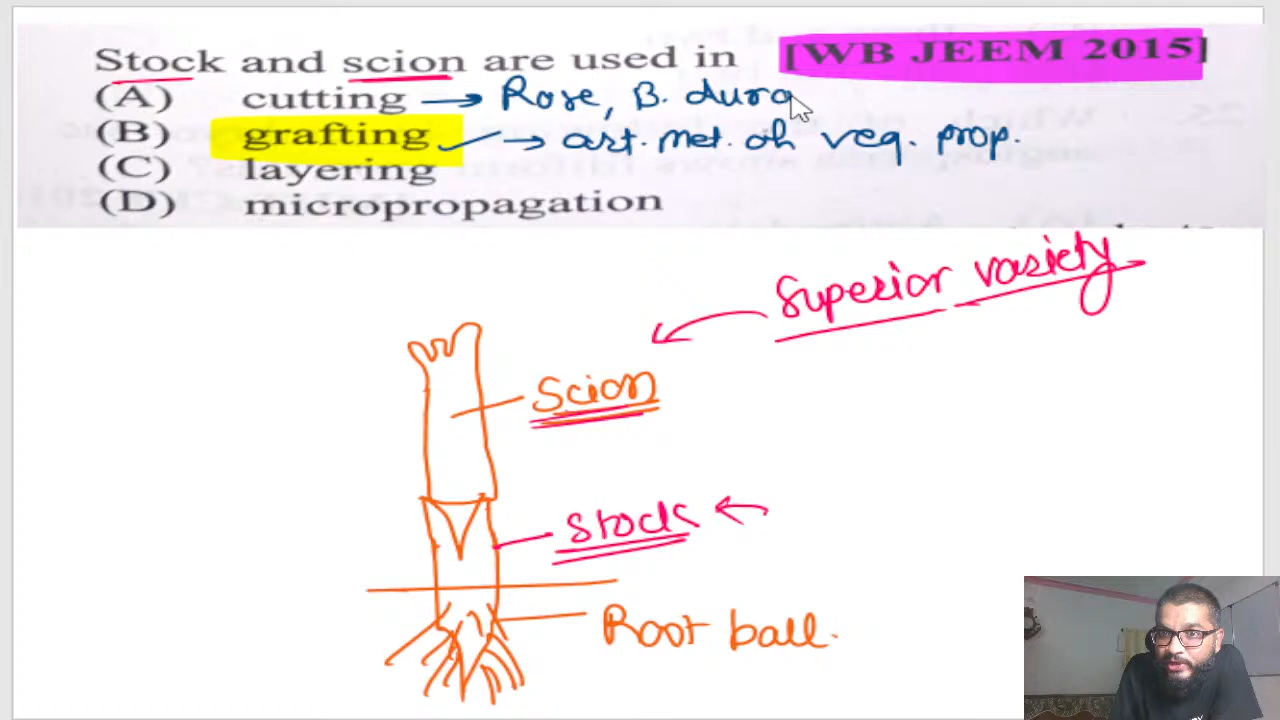 Stock and scion are used in [WB JEEM 2015]
(A) cutting → Rose, B. dura
(B) grafting → art. met. of veg. prop.
(C) layering
(D) micropropagation
Superior variety
Scion
Stock
Root ball.